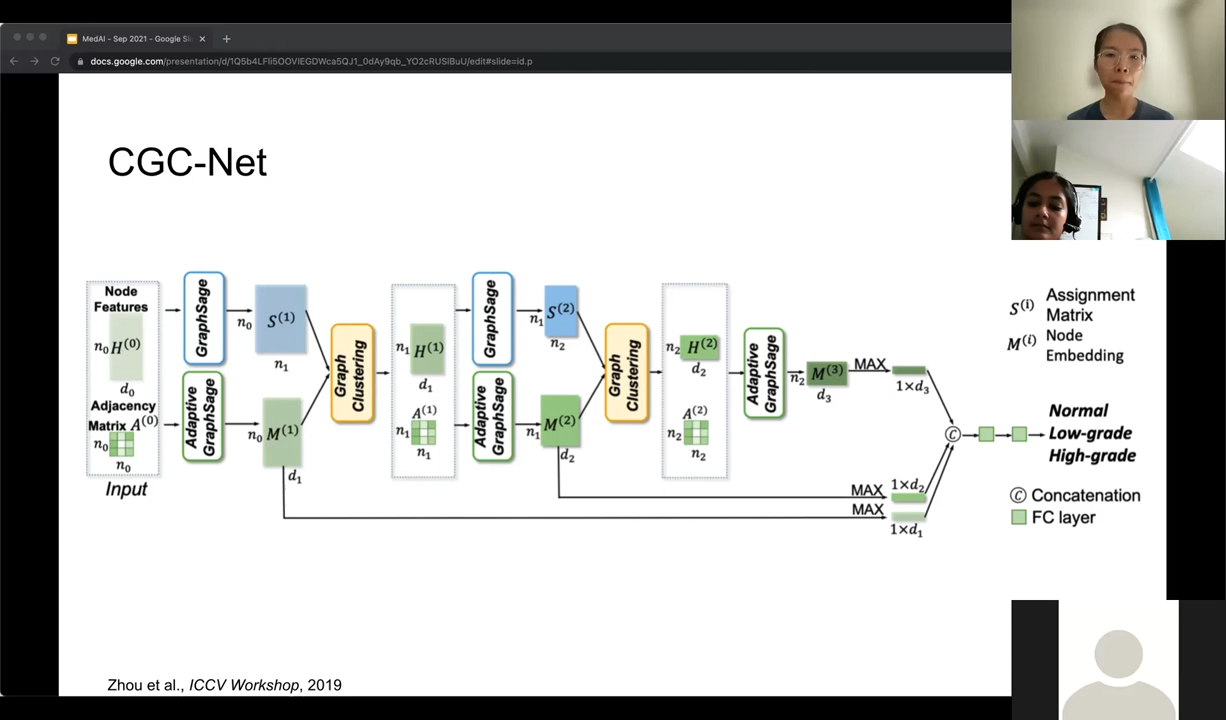 MedAI - Sep 2021 - Google Sli
docs.google.com/presentation/d/1Q5b4LFli5OOVIEGDWca5QJ1_0dAy9qb_YO2cRUSlBuU/edit#slide=id.p
CGC-Net
Node
Features
n₀ H⁽⁰⁾
d₀
Adjacency
Matrix A⁽⁰⁾
n₀
n₀
Input
GraphSage
Adaptive
GraphSage
n₀
S⁽¹⁾
n₁
n₀ M⁽¹⁾
d₁
Graph
Clustering
n₁ H⁽¹⁾
d₁
A⁽¹⁾
n₁
n₁
GraphSage
Adaptive
GraphSage
n₁
S⁽²⁾
n₂
n₁ M⁽²⁾
d₂
Graph
Clustering
n₂ H⁽²⁾
d₂
A⁽²⁾
n₂
n₂
Adaptive
GraphSage
n₂ M⁽³⁾
d₃
MAX
1×d₃
MAX 1×d₂
MAX
1×d₁
C
Normal
Low-grade
High-grade
S⁽ⁱ⁾ Assignment
Matrix
M⁽ⁱ⁾ Node
Embedding
C Concatenation
FC layer
Zhou et al., ICCV Workshop, 2019